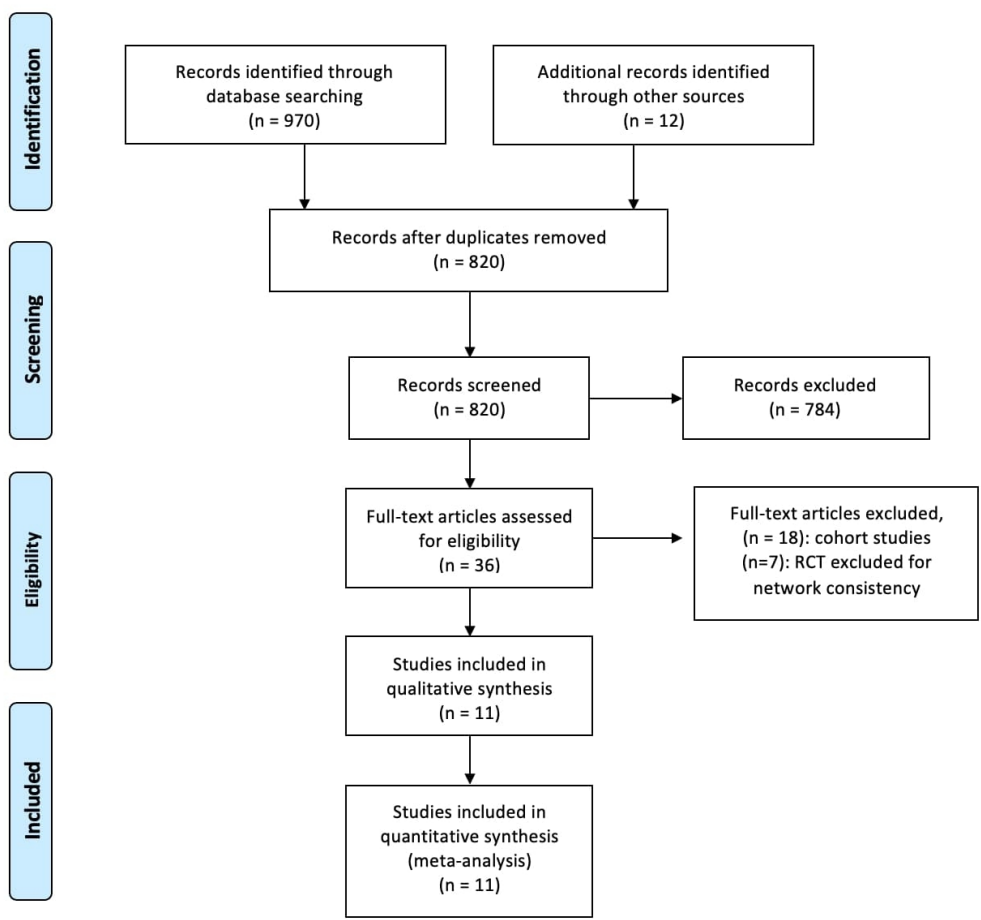 Identification
Records identified through
database searching
(n = 970)
Additional records identified
through other sources
(n = 12)
Records after duplicates removed
(n = 820)
Screening
Records screened
(n = 820)
Records excluded
(n = 784)
Eligibility
Full-text articles assessed
for eligibility
(n = 36)
Full-text articles excluded,
(n = 18): cohort studies
(n=7): RCT excluded for
network consistency
Studies included in
qualitative synthesis
(n = 11)
Included
Studies included in
quantitative synthesis
(meta-analysis)
(n = 11)